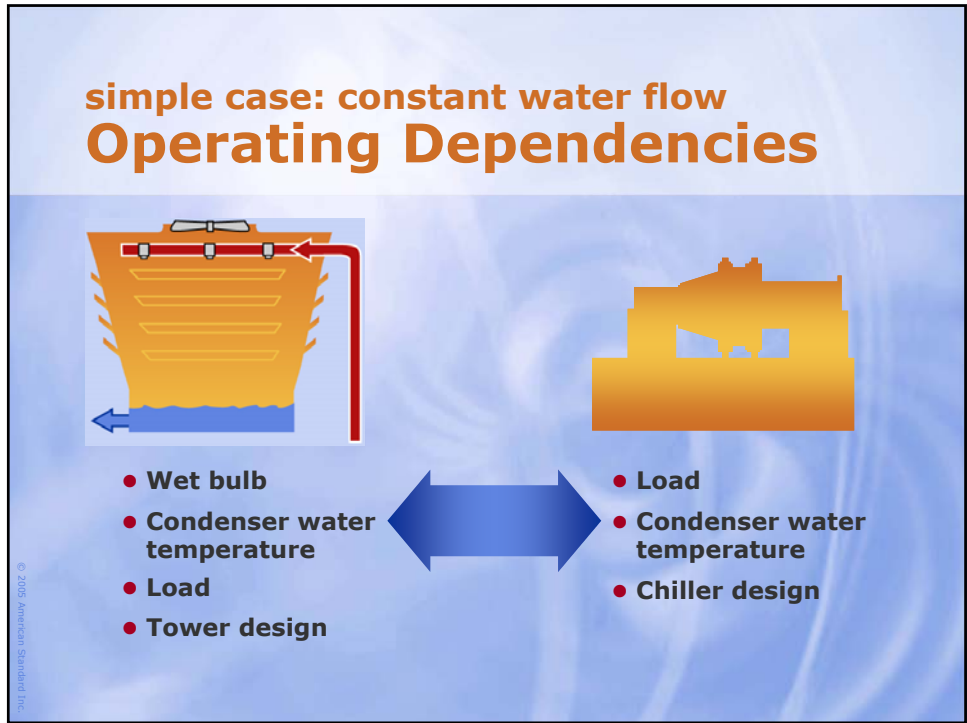 simple case: constant water flow
Operating Dependencies
• Wet bulb
• Condenser water
temperature
• Load
• Tower design
• Load
• Condenser water
temperature
• Chiller design
© 2005 American Standard Inc.